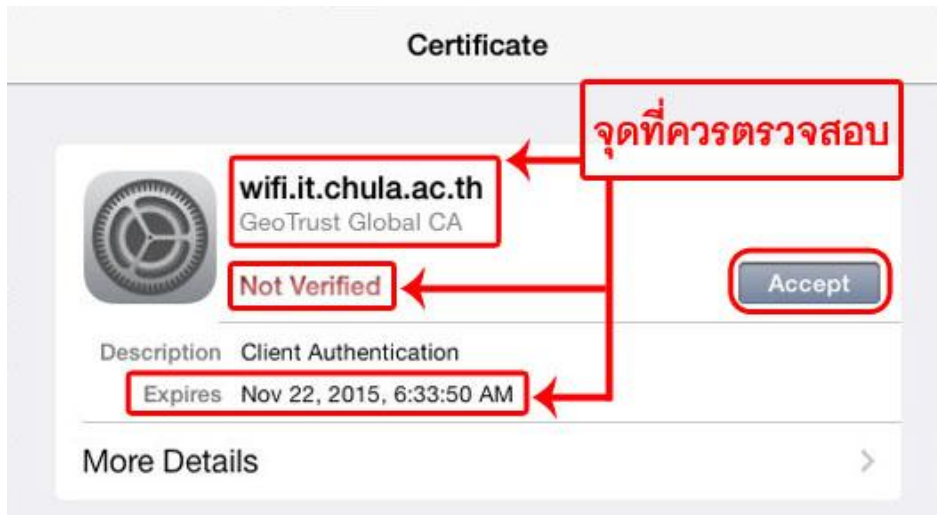 Certificate
จุดที่ควรตรวจสอบ
wifi.it.chula.ac.th
GeoTrust Global CA
Not Verified
Accept
Description Client Authentication
Expires Nov 22, 2015, 6:33:50 AM
More Details